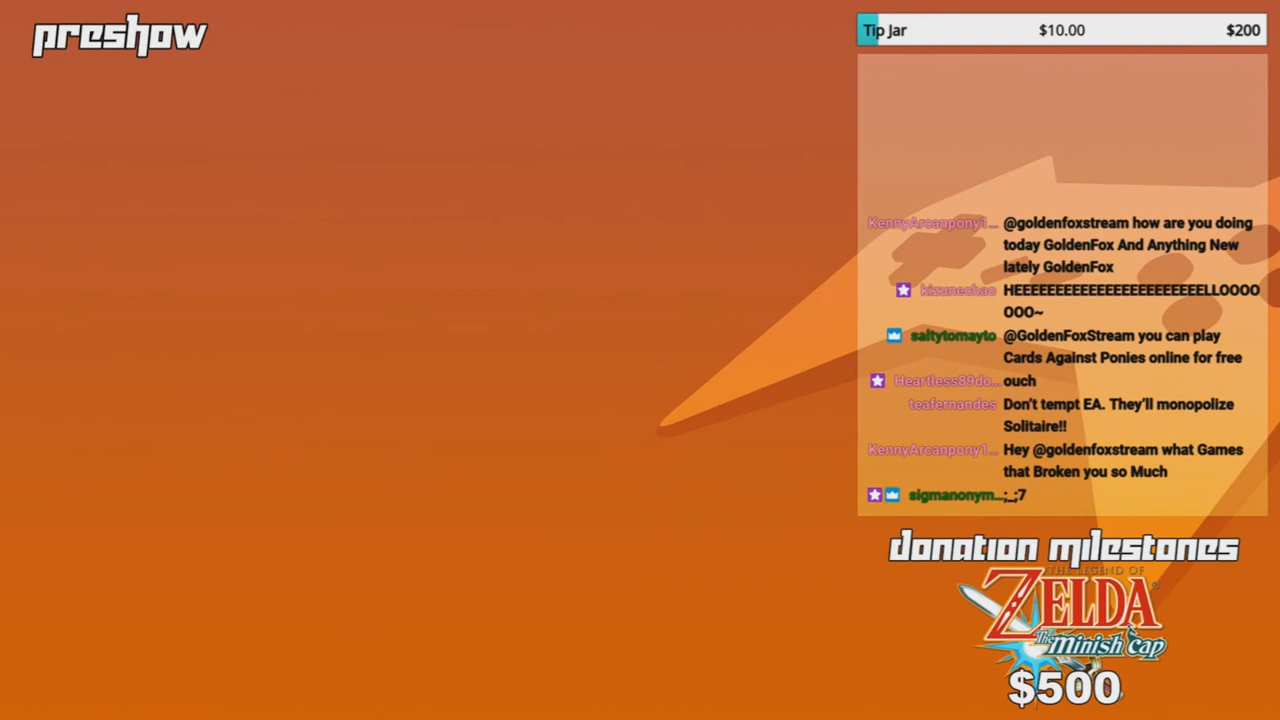 preshow
Tip Jar $10.00 $200
KennyArcanpony1... @goldenfoxstream how are you doing
today GoldenFox And Anything New
lately GoldenFox
kizunechao HEEEEEEEEEEEEEEEEEEEEEEELLOOOO
OOO~
saltytomayto @GoldenFoxStream you can play
Cards Against Ponies online for free
Heartless89do... ouch
teafernandes Don't tempt EA. They'll monopolize
Solitaire!!
KennyArcanpony1... Hey @goldenfoxstream what Games
that Broken you so Much
sigmanonym... ;_;7
donation milestones
THE LEGEND OF
ZELDA
The Minish Cap
$500